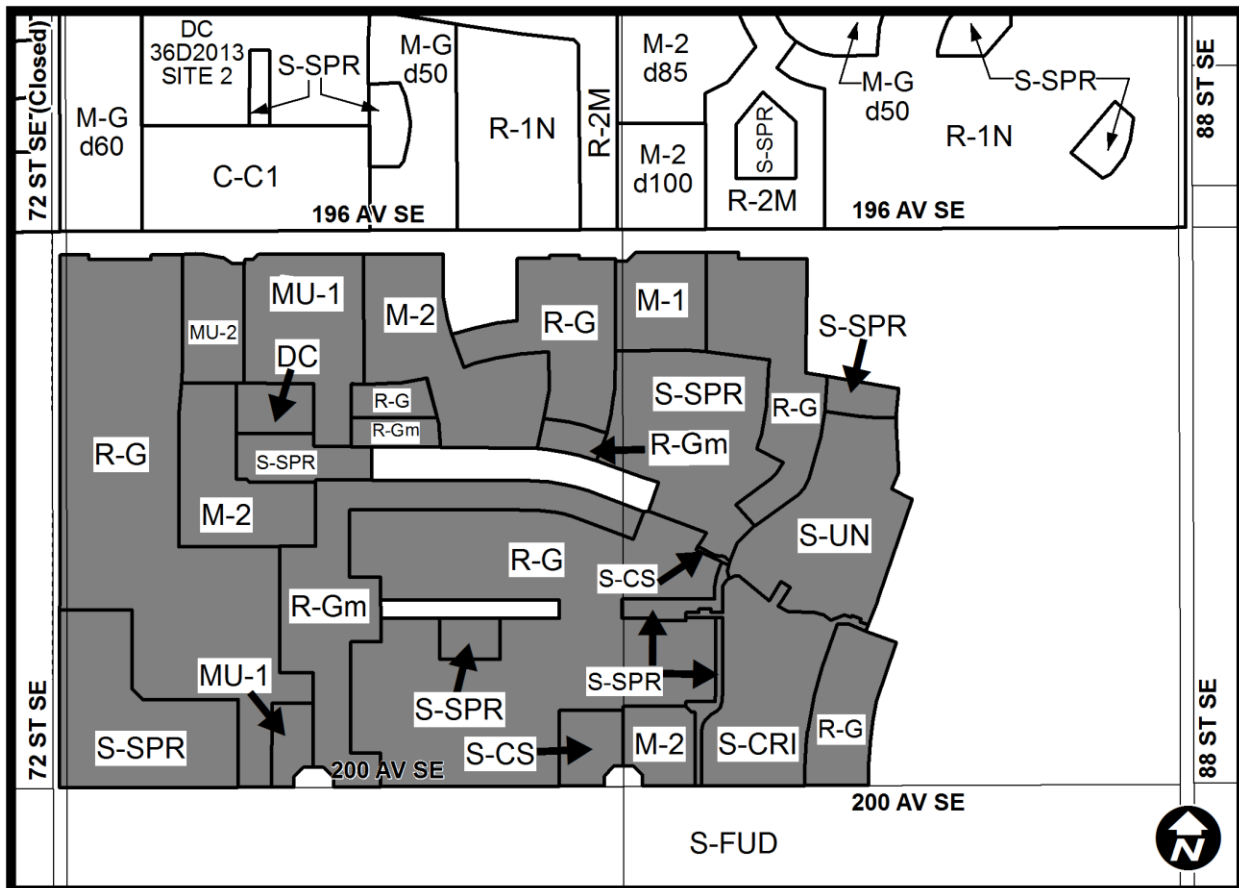 72 ST SE (Closed)
DC
36D2013
SITE 2
S-SPR
M-G
d50
M-G
d60
C-C1
R-1N
R-2M
M-2
d85
M-2
d100
S-SPR
R-2M
M-G
d50
S-SPR
R-1N
88 ST SE
196 AV SE
196 AV SE
MU-2
MU-1
M-2
R-G
M-1
S-SPR
DC
R-G
R-Gm
S-SPR
R-G
R-Gm
R-G
S-SPR
M-2
S-UN
R-G
S-CS
R-Gm
MU-1
S-SPR
S-SPR
S-SPR
S-CS
M-2
S-CRI
R-G
72 ST SE
88 ST SE
200 AV SE
200 AV SE
S-FUD
N